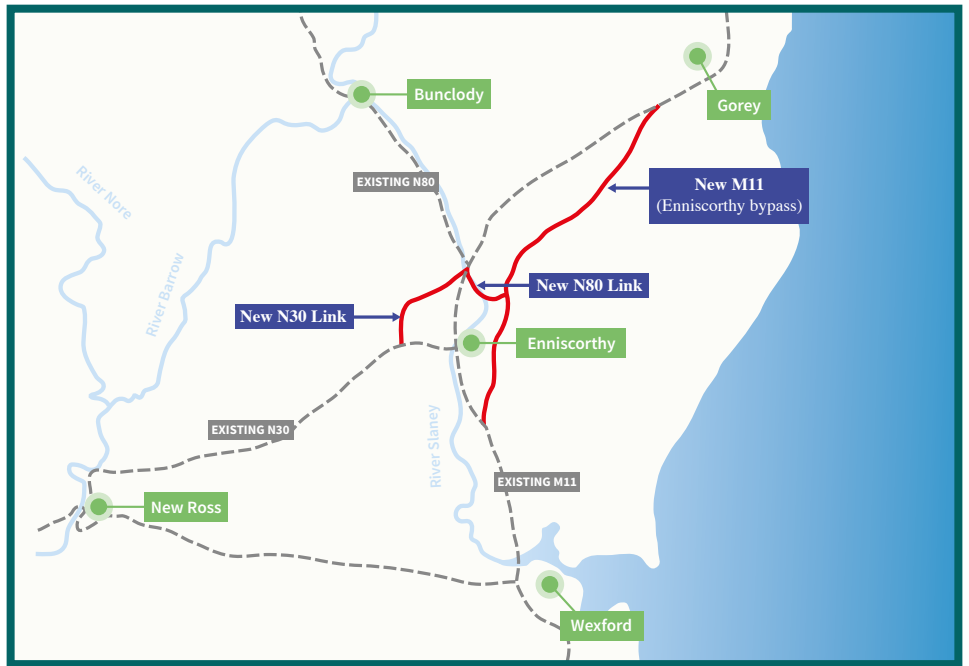 Bunclody
Gorey
EXISTING N80
New M11
(Enniscorthy bypass)
River Nore
River Barrow
New N80 Link
New N30 Link
Enniscorthy
EXISTING N30
River Slaney
EXISTING M11
New Ross
Wexford